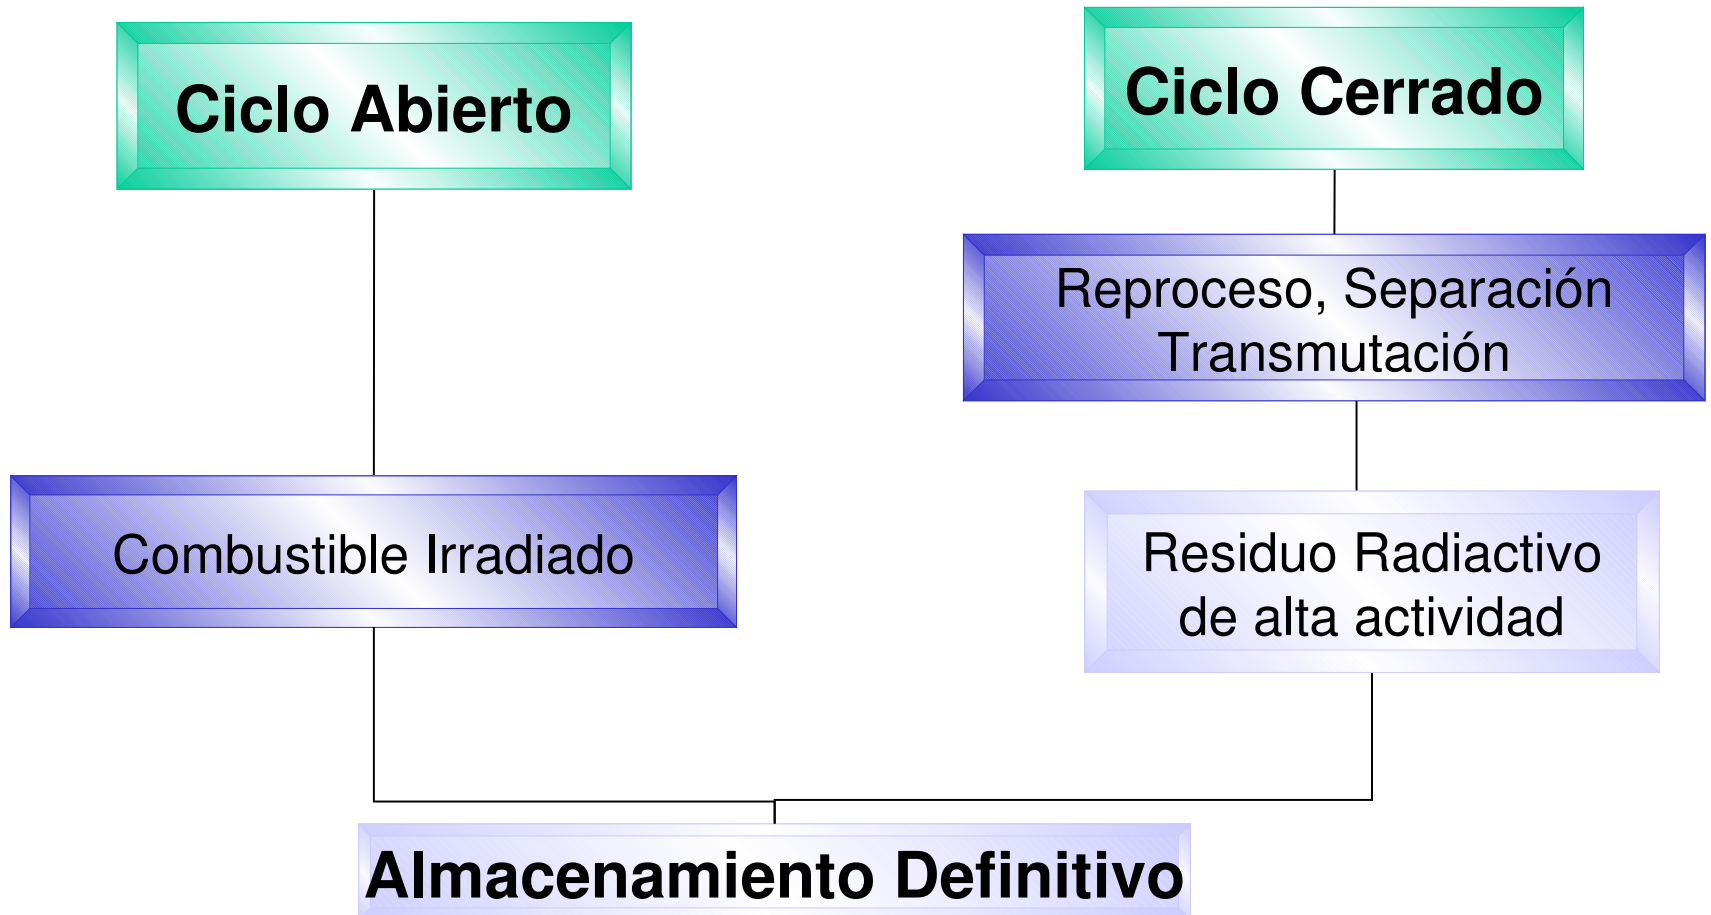 Ciclo Abierto
Ciclo Cerrado
Reproceso, Separación
Transmutación
Combustible Irradiado
Residuo Radiactivo
de alta actividad
Almacenamiento Definitivo